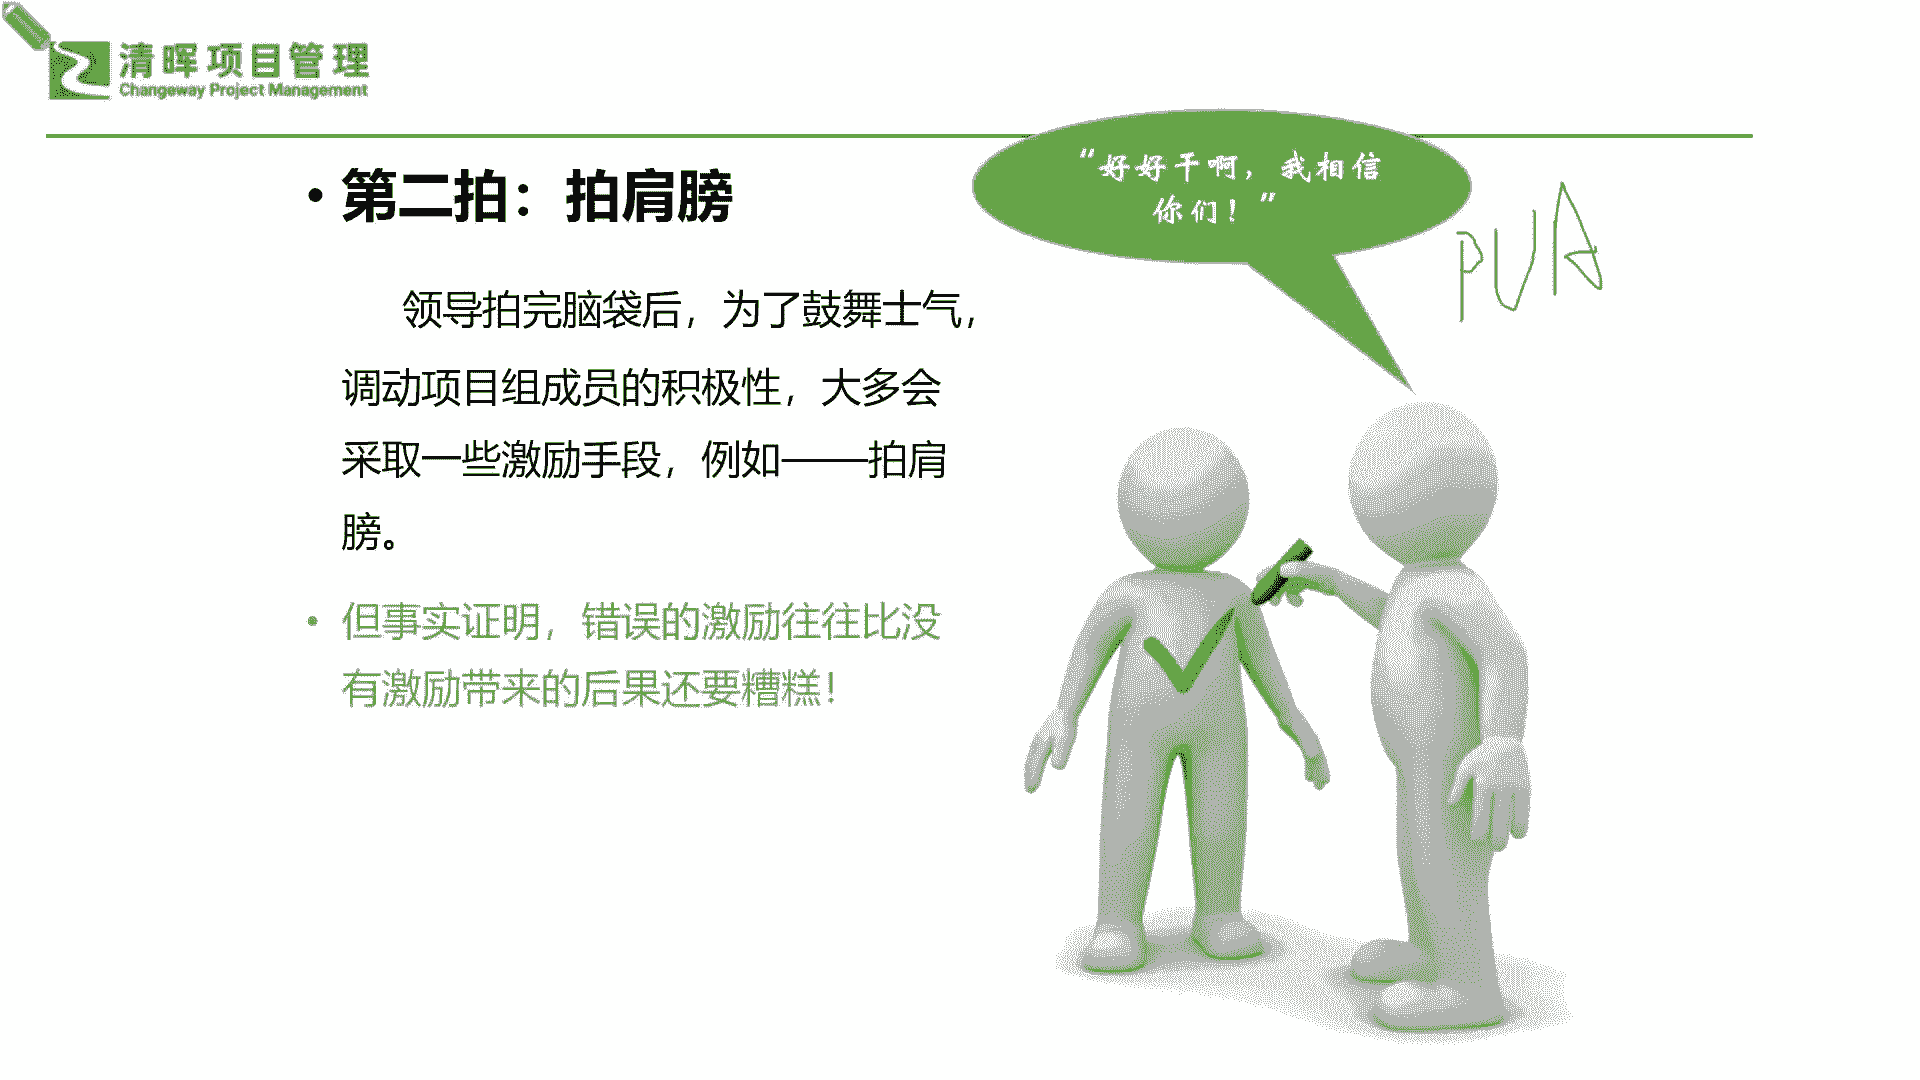 清晖项目管理
Changeway Project Management
“好好干啊，我相信
你们！”
PUA
• 第二拍：拍肩膀
领导拍完脑袋后，为了鼓舞士气，
调动项目组成员的积极性，大多会
采取一些激励手段，例如——拍肩
膀。
• 但事实证明，错误的激励往往比没
有激励带来的后果还要糟糕！